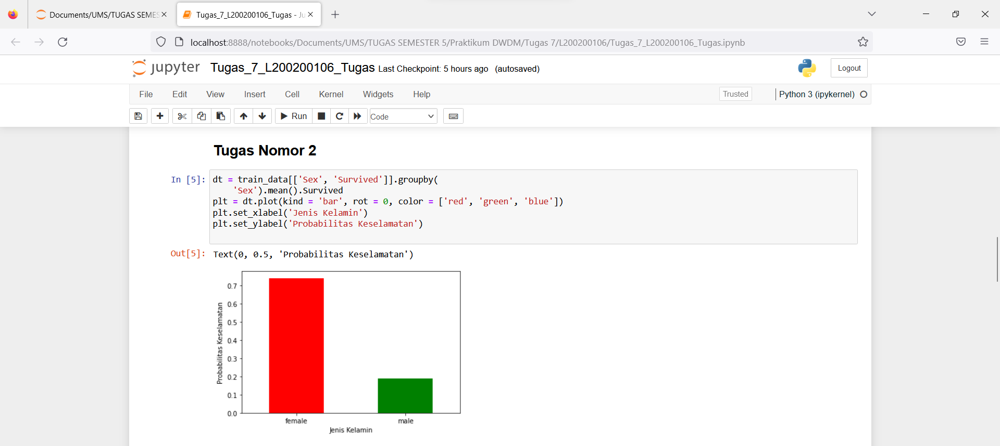 Documents/UMS/TUGAS SEMES
Tugas_7_L200200106_Tugas - Ju
localhost:8888/notebooks/Documents/UMS/TUGAS SEMESTER 5/Praktikum DWDM/Tugas 7/L200200106/Tugas_7_L200200106_Tugas.ipynb
jupyter Tugas_7_L200200106_Tugas Last Checkpoint: 5 hours ago (autosaved) Logout
File Edit View Insert Cell Kernel Widgets Help Trusted Python 3 (ipykernel)
Run Code
Tugas Nomor 2
In [5]: dt = train_data[['Sex', 'Survived']].groupby(
'Sex').mean().Survived
plt = dt.plot(kind = 'bar', rot = 0, color = ['red', 'green', 'blue'])
plt.set_xlabel('Jenis Kelamin')
plt.set_ylabel('Probabilitas Keselamatan')
Out[5]: Text(0, 0.5, 'Probabilitas Keselamatan')
Probabilitas Keselamatan
0.7
0.6
0.5
0.4
0.3
0.2
0.1
0.0
female male
Jenis Kelamin